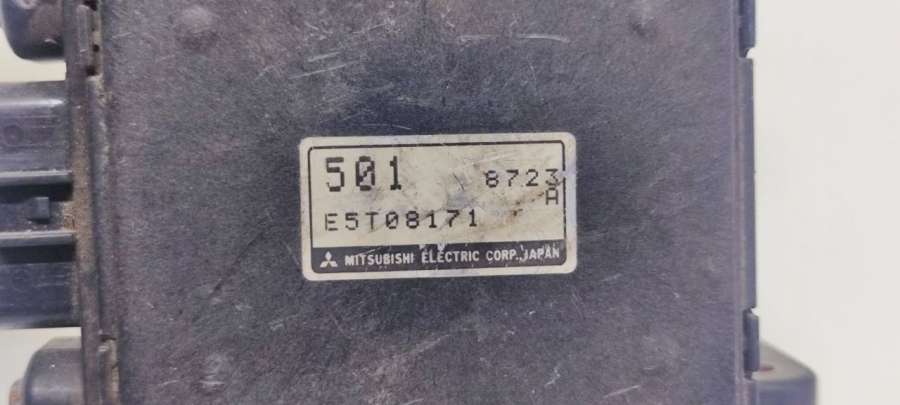 501 8723
A
E5T08171
MITSUBISHI ELECTRIC CORP. JAPAN